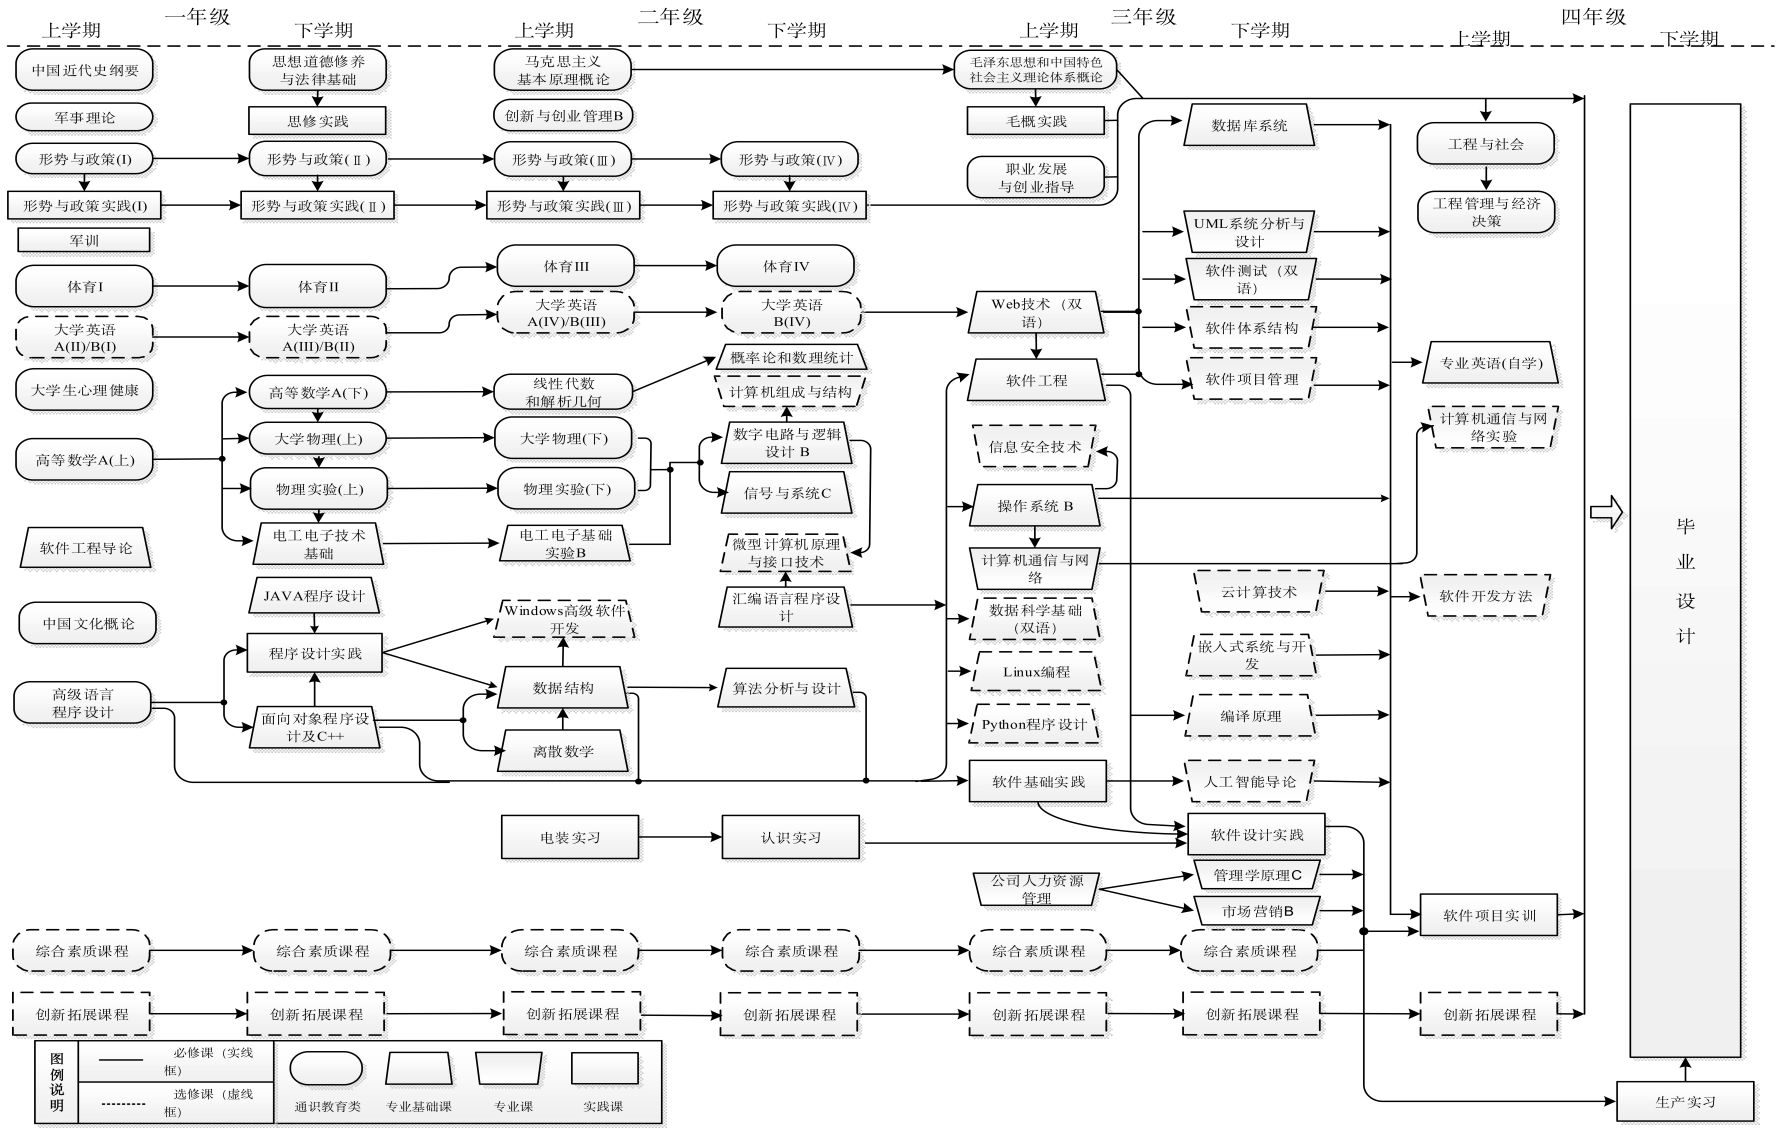 一年级
二年级
三年级
四年级
上学期
下学期
上学期
下学期
上学期
下学期
上学期
下学期
中国近代史纲要
军事理论
形势与政策(I)
形势与政策实践(I)
军训
体育I
大学英语
A(II)/B(I)
大学生心理健康
高等数学A(上)
软件工程导论
中国文化概论
高级语言
程序设计
综合素质课程
创新拓展课程
思想道德修养
与法律基础
思修实践
形势与政策(Ⅱ)
形势与政策实践(Ⅱ)
体育II
大学英语
A(III)/B(II)
高等数学A(下)
大学物理(上)
物理实验(上)
电工电子技术
基础
JAVA程序设计
程序设计实践
面向对象程序设
计及C++
综合素质课程
创新拓展课程
马克思主义
基本原理概论
创新与创业管理B
形势与政策(Ⅲ)
形势与政策实践(Ⅲ)
体育III
大学英语
A(IV)/B(III)
线性代数
和解析几何
大学物理(下)
物理实验(下)
电工电子基础
实验B
Windows高级软件
开发
数据结构
离散数学
电装实习
综合素质课程
创新拓展课程
形势与政策(Ⅳ)
形势与政策实践(Ⅳ)
体育IV
大学英语
B(IV)
概率论和数理统计
计算机组成与结构
数字电路与逻辑
设计 B
信号与系统C
微型计算机原理
与接口技术
汇编语言程序设
计
算法分析与设计
认识实习
综合素质课程
创新拓展课程
毛泽东思想和中国特色
社会主义理论体系概论
毛概实践
职业发展
与创业指导
Web技术（双
语）
软件工程
信息安全技术
操作系统 B
计算机通信与网
络
数据科学基础
（双语）
Linux编程
Python程序设计
软件基础实践
公司人力资源
管理
综合素质课程
创新拓展课程
数据库系统
UML系统分析与
设计
软件测试（双
语）
软件体系结构
软件项目管理
云计算技术
嵌入式系统与开
发
编译原理
人工智能导论
软件设计实践
管理学原理C
市场营销B
综合素质课程
创新拓展课程
工程与社会
工程管理与经济
决策
专业英语(自学)
计算机通信与网
络实验
软件开发方法
软件项目实训
创新拓展课程
毕
业
设
计
生产实习
图
例
说
明
必修课（实线
框）
选修课（虚线
框）
通识教育类
专业基础课
专业课
实践课